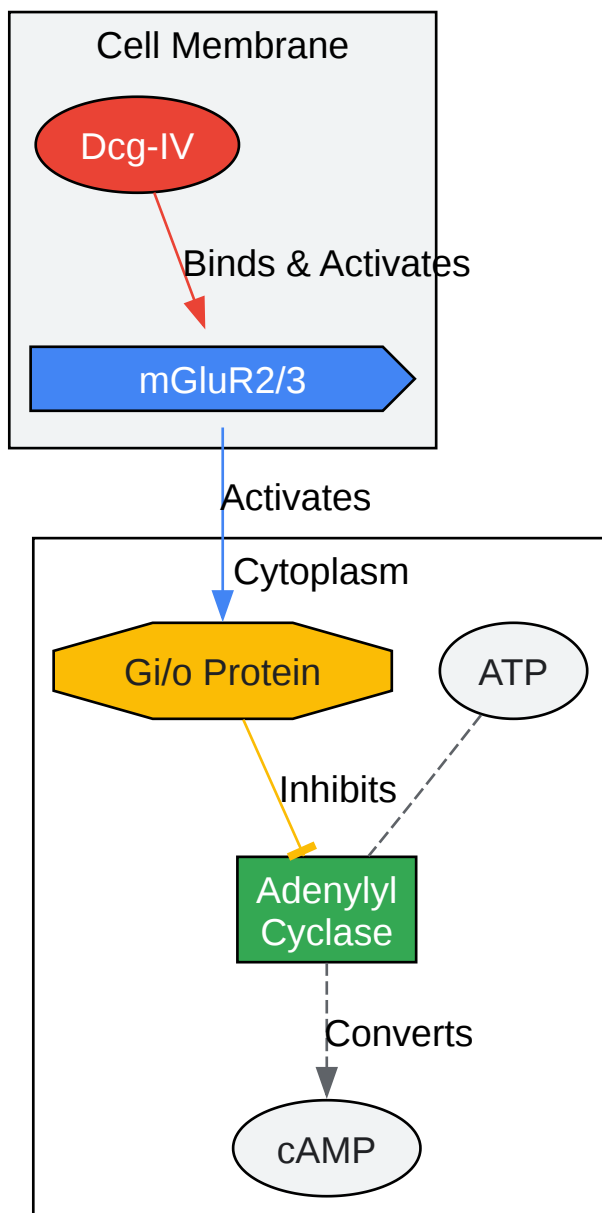 Cell Membrane
Dcg-IV
Binds & Activates
mGluR2/3
Activates
Cytoplasm
Gi/o Protein
ATP
Inhibits
Adenylyl
Cyclase
Converts
cAMP